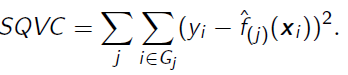 SQVC = ∑_j ∑_{i∈G_j} (y_i − f̂_{(j)}(x_i))².